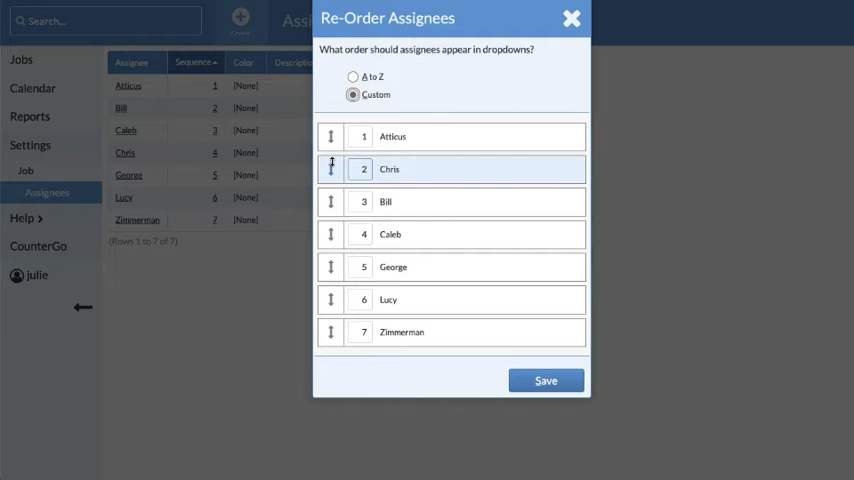 Search...
Create
Assi
Jobs
Calendar
Reports
Settings
Job
Assignees
Help >
CounterGo
julie
Assignee Sequence Color Descriptio
Atticus 1 [None]
Bill 2 [None]
Caleb 3 [None]
Chris 4 [None]
George 5 [None]
Lucy 6 [None]
Zimmerman 7 [None]
(Rows 1 to 7 of 7)
Re-Order Assignees
What order should assignees appear in dropdowns?
A to Z
Custom
1 Atticus
2 Chris
3 Bill
4 Caleb
5 George
6 Lucy
7 Zimmerman
Save